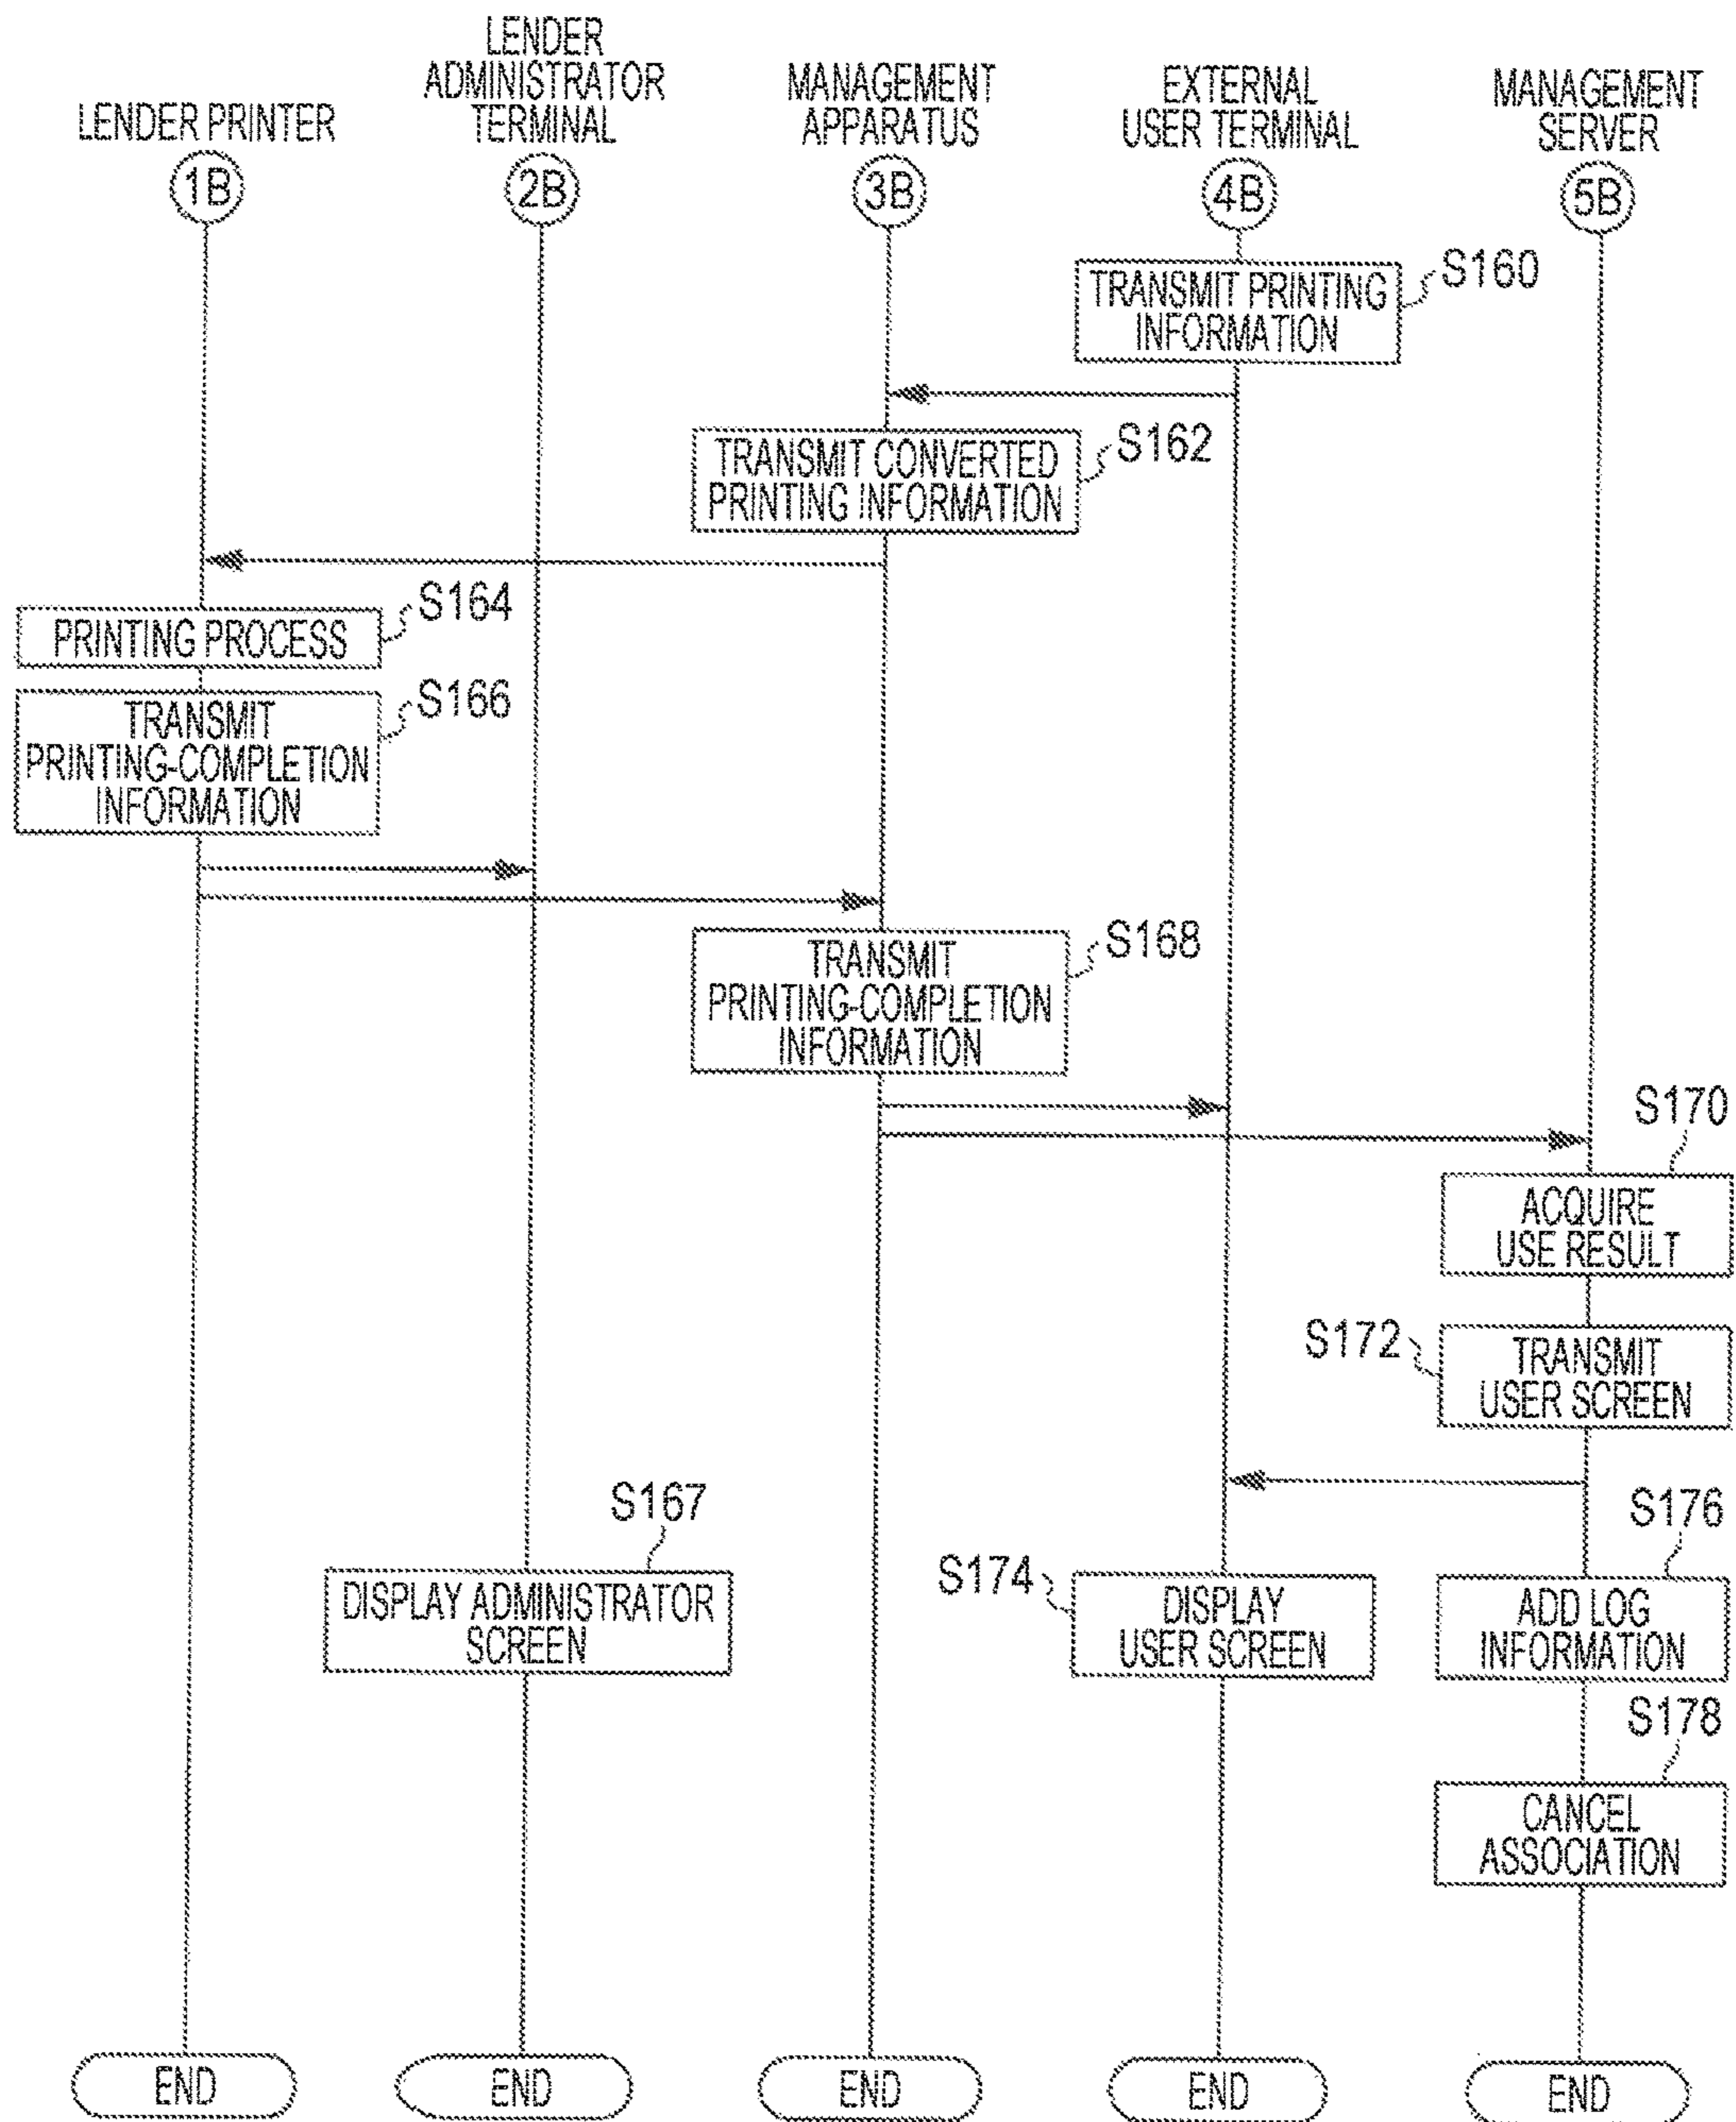 LENDER PRINTER
1B
LENDER
ADMINISTRATOR
TERMINAL
2B
MANAGEMENT
APPARATUS
3B
EXTERNAL
USER TERMINAL
4B
MANAGEMENT
SERVER
5B
TRANSMIT PRINTING
INFORMATION
S160
TRANSMIT CONVERTED
PRINTING INFORMATION
S162
PRINTING PROCESS
S164
TRANSMIT
PRINTING-COMPLETION
INFORMATION
S166
TRANSMIT
PRINTING-COMPLETION
INFORMATION
S168
S170
ACQUIRE
USE RESULT
S172
TRANSMIT
USER SCREEN
S167
DISPLAY ADMINISTRATOR
SCREEN
S174
DISPLAY
USER SCREEN
S176
ADD LOG
INFORMATION
S178
CANCEL
ASSOCIATION
END
END
END
END
END